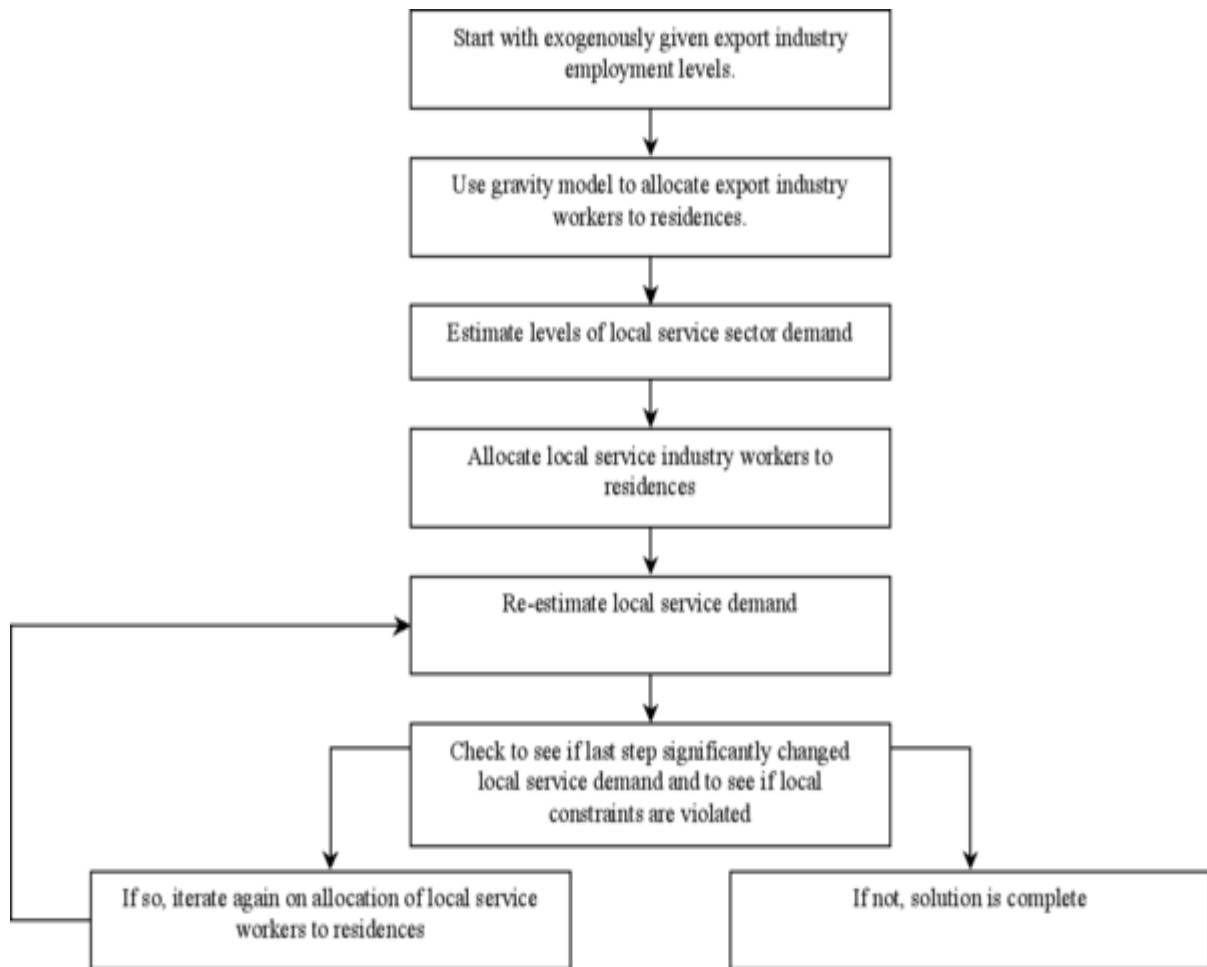 Start with exogenously given export industry
employment levels.
Use gravity model to allocate export industry
workers to residences.
Estimate levels of local service sector demand
Allocate local service industry workers to
residences
Re-estimate local service demand
Check to see if last step significantly changed
local service demand and to see if local
constraints are violated
If so, iterate again on allocation of local service
workers to residences
If not, solution is complete